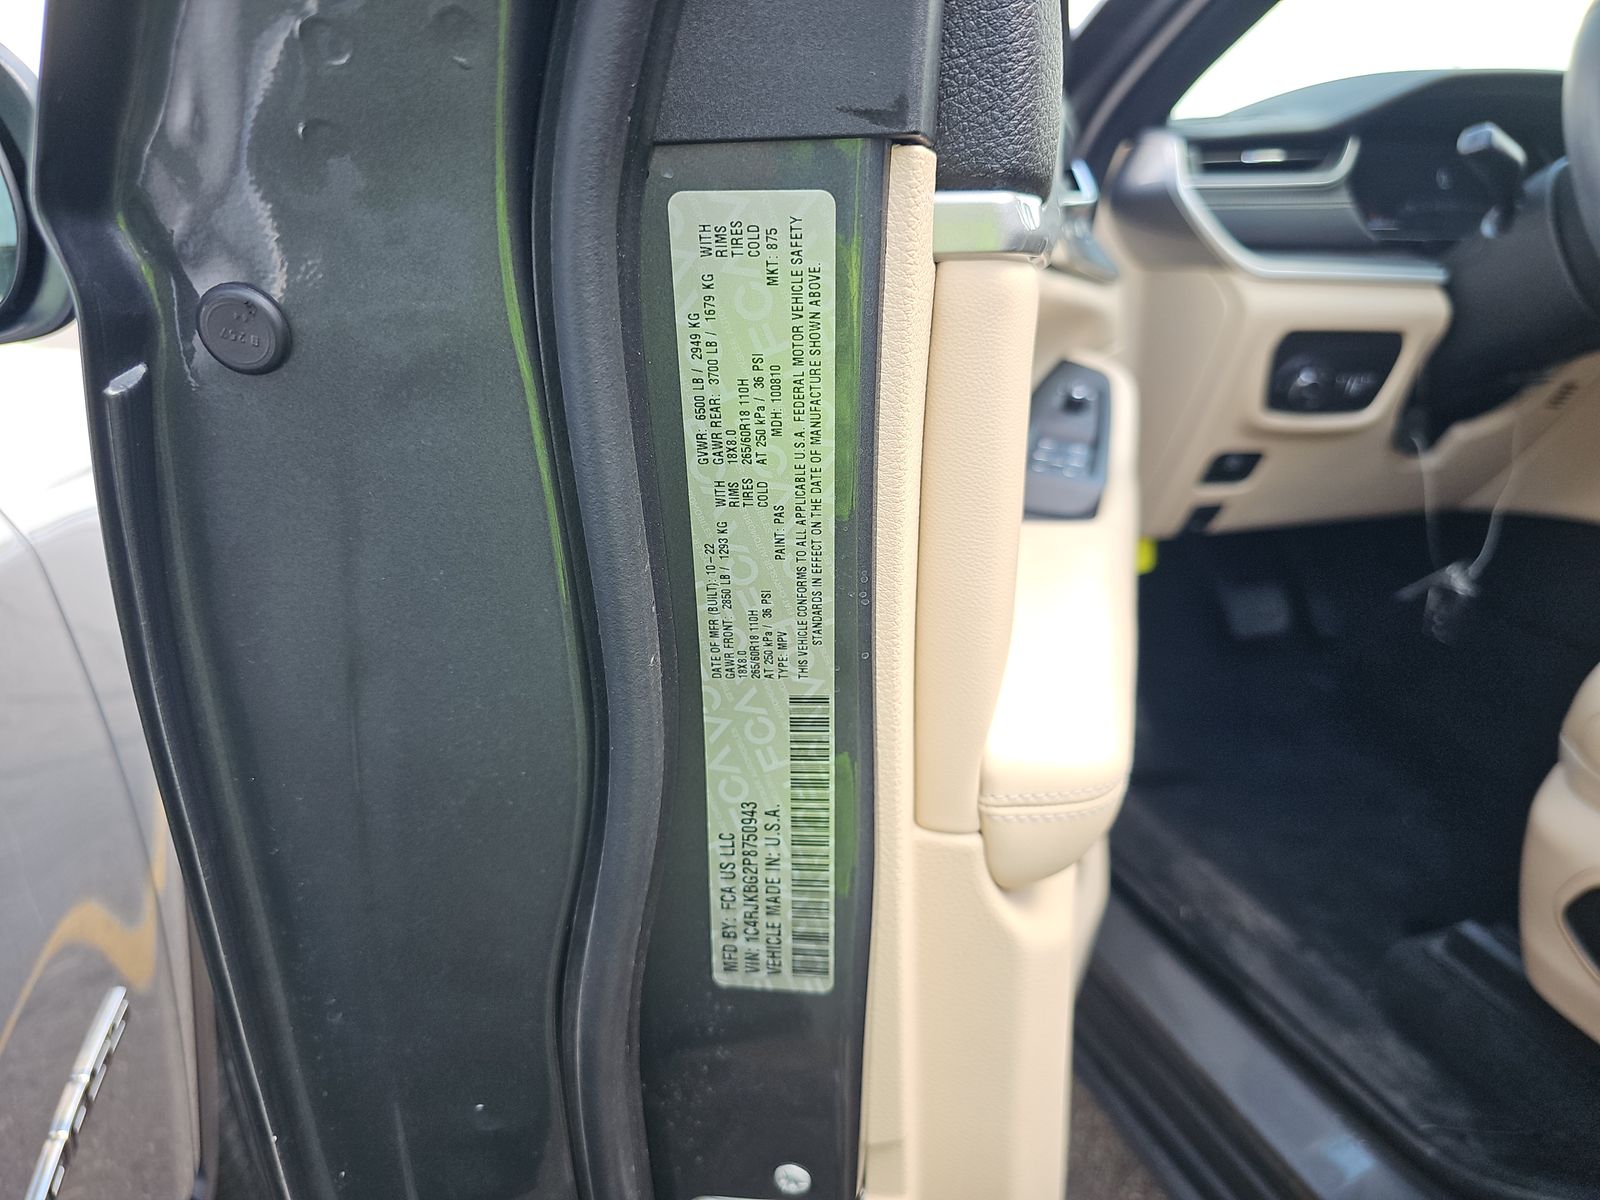 MFD BY: FCA US LLC
VIN: 1C4RJKBG2P8750943
VEHICLE MADE IN: U.S.A.
DATE OF MFR (BUILT): 10-22
GAWR FRONT: 2850 LB / 1293 KG WITH
18X8.0 RIMS
265/60R18 110H TIRES
AT 250 kPa / 36 PSI COLD
TYPE: MPV PAINT: PAS
GVWR: 6500 LB / 2949 KG
GAWR REAR: 3700 LB / 1679 KG WITH
18X8.0 RIMS
265/60R18 110H TIRES
AT 250 kPa / 36 PSI COLD
MDH: 100810 MKT: 875
THIS VEHICLE CONFORMS TO ALL APPLICABLE U.S.A. FEDERAL MOTOR VEHICLE SAFETY
STANDARDS IN EFFECT ON THE DATE OF MANUFACTURE SHOWN ABOVE.
FCA